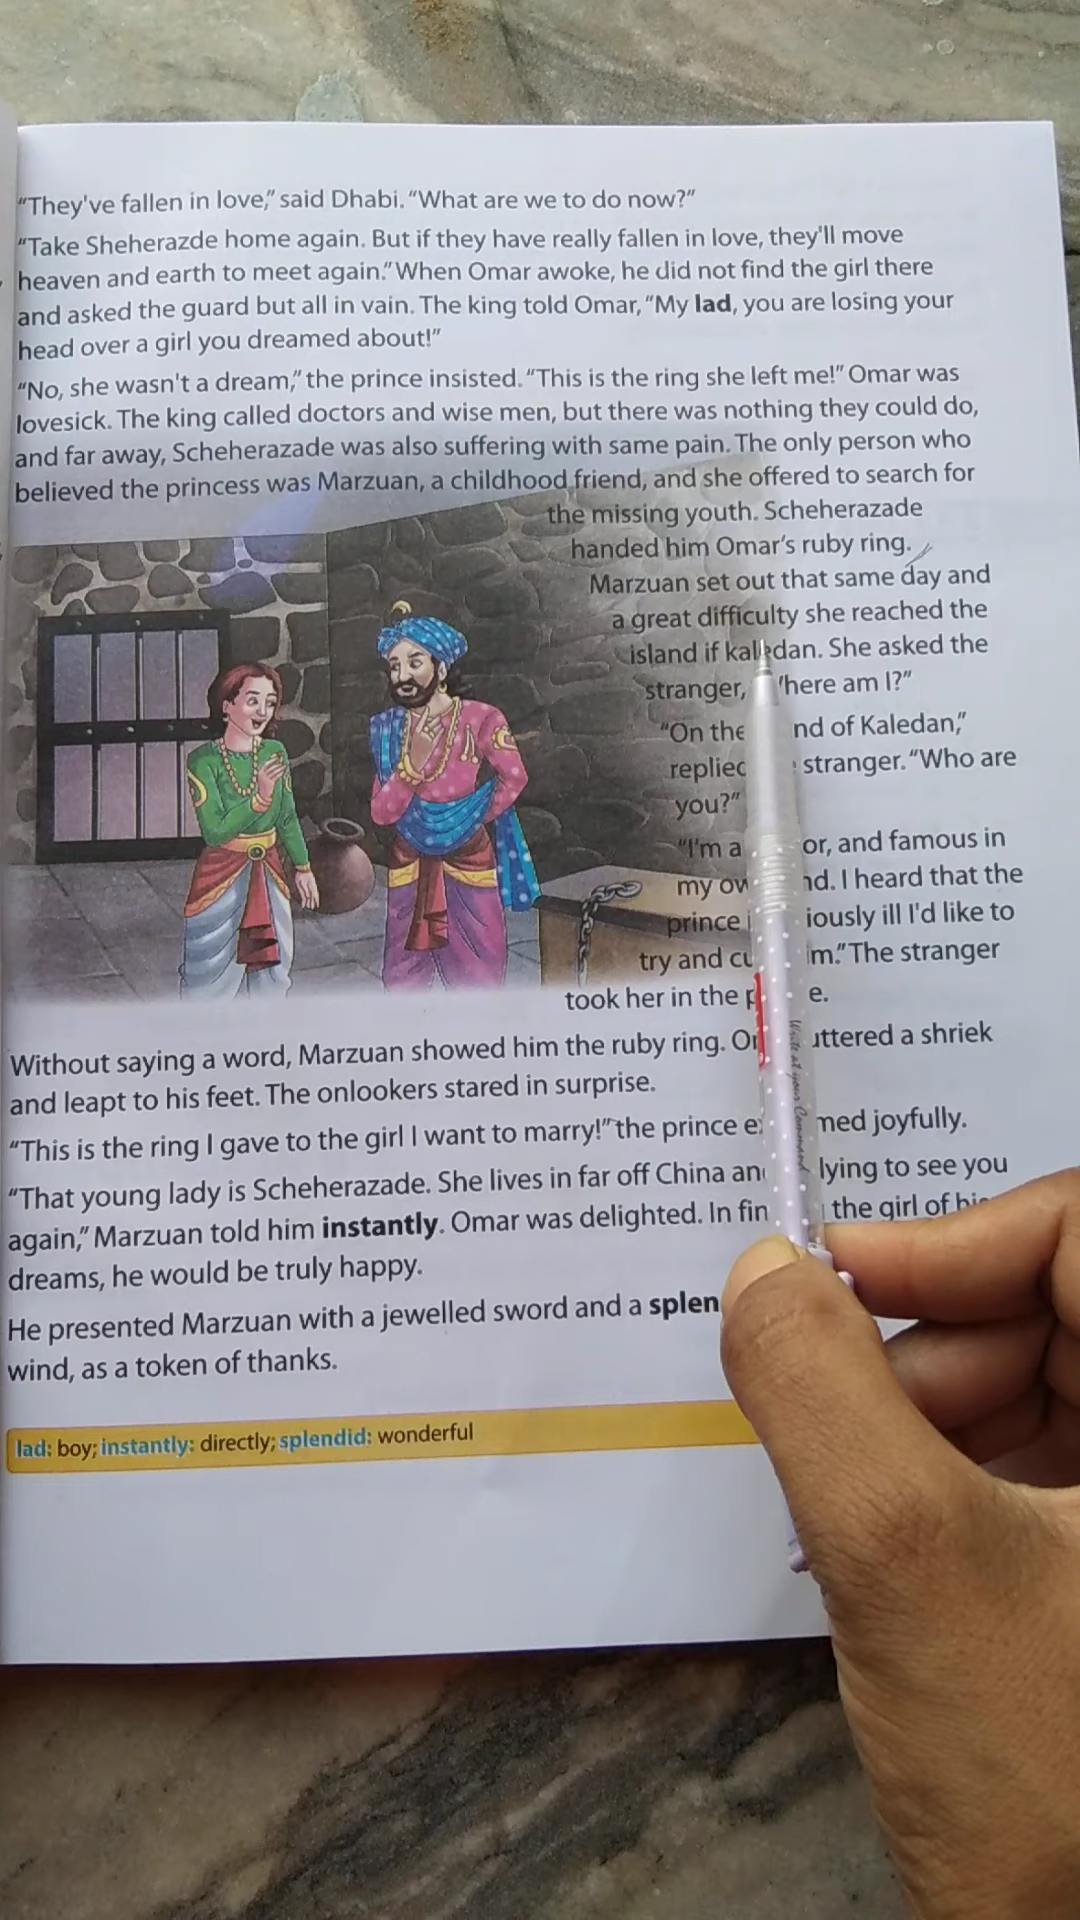 “They've fallen in love,” said Dhabi. “What are we to do now?”
“Take Sheherazde home again. But if they have really fallen in love, they'll move
heaven and earth to meet again.” When Omar awoke, he did not find the girl there
and asked the guard but all in vain. The king told Omar, “My lad, you are losing your
head over a girl you dreamed about!”
“No, she wasn't a dream,” the prince insisted. “This is the ring she left me!” Omar was
lovesick. The king called doctors and wise men, but there was nothing they could do,
and far away, Scheherazade was also suffering with same pain. The only person who
believed the princess was Marzuan, a childhood friend, and she offered to search for
the missing youth. Scheherazade
handed him Omar's ruby ring.
Marzuan set out that same day and
a great difficulty she reached the
island if kaledan. She asked the
stranger, here am I?”
“On the nd of Kaledan,”
replied stranger. “Who are
you?”
“I'm a or, and famous in
my ow nd. I heard that the
prince iously ill I'd like to
try and cu m.” The stranger
took her in the p e.
Without saying a word, Marzuan showed him the ruby ring. uttered a shriek
and leapt to his feet. The onlookers stared in surprise.
“This is the ring I gave to the girl I want to marry!” the prince e med joyfully.
“That young lady is Scheherazade. She lives in far off China an lying to see you
again,” Marzuan told him instantly. Omar was delighted. In fin the girl of his
dreams, he would be truly happy.
He presented Marzuan with a jewelled sword and a splen
wind, as a token of thanks.
lad: boy; instantly: directly; splendid: wonderful
Write at your Command